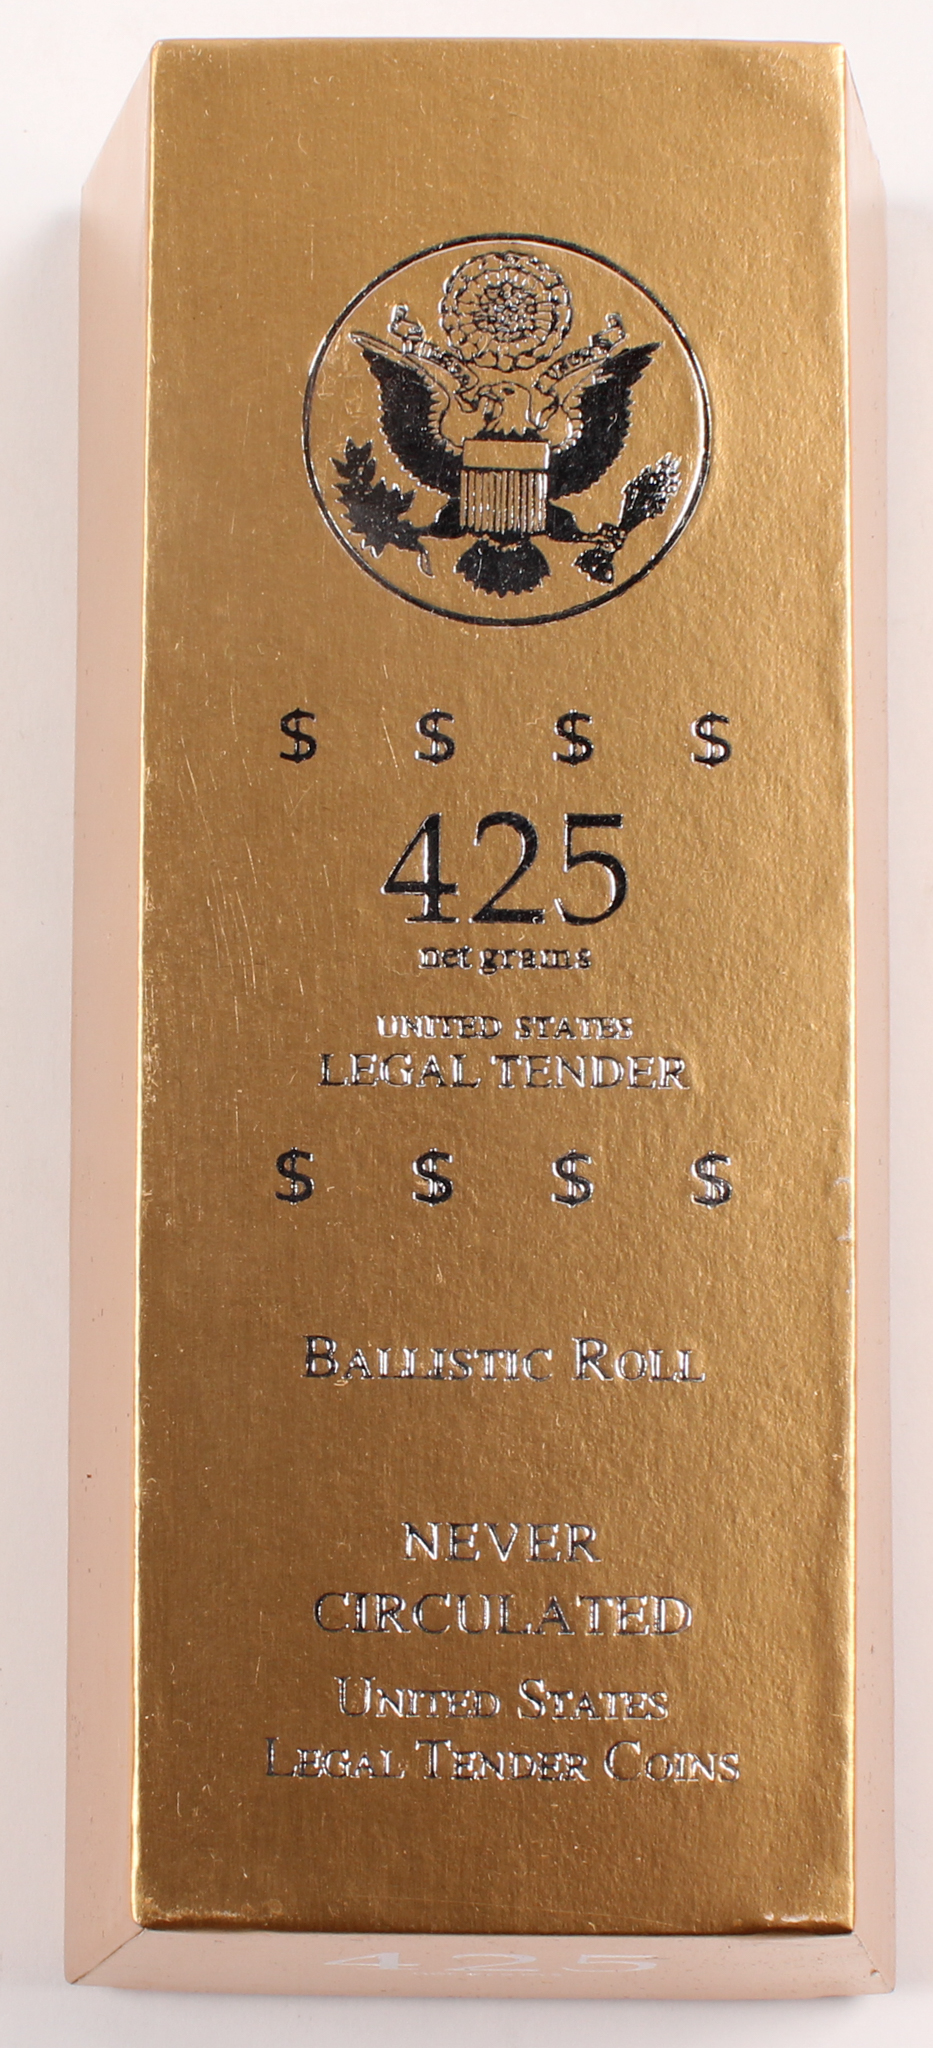 $ $ $ $
425
net grams
UNITED STATES
LEGAL TENDER
$ $ $ $
BALLISTIC ROLL
NEVER
CIRCULATED
UNITED STATES
LEGAL TENDER COINS
425